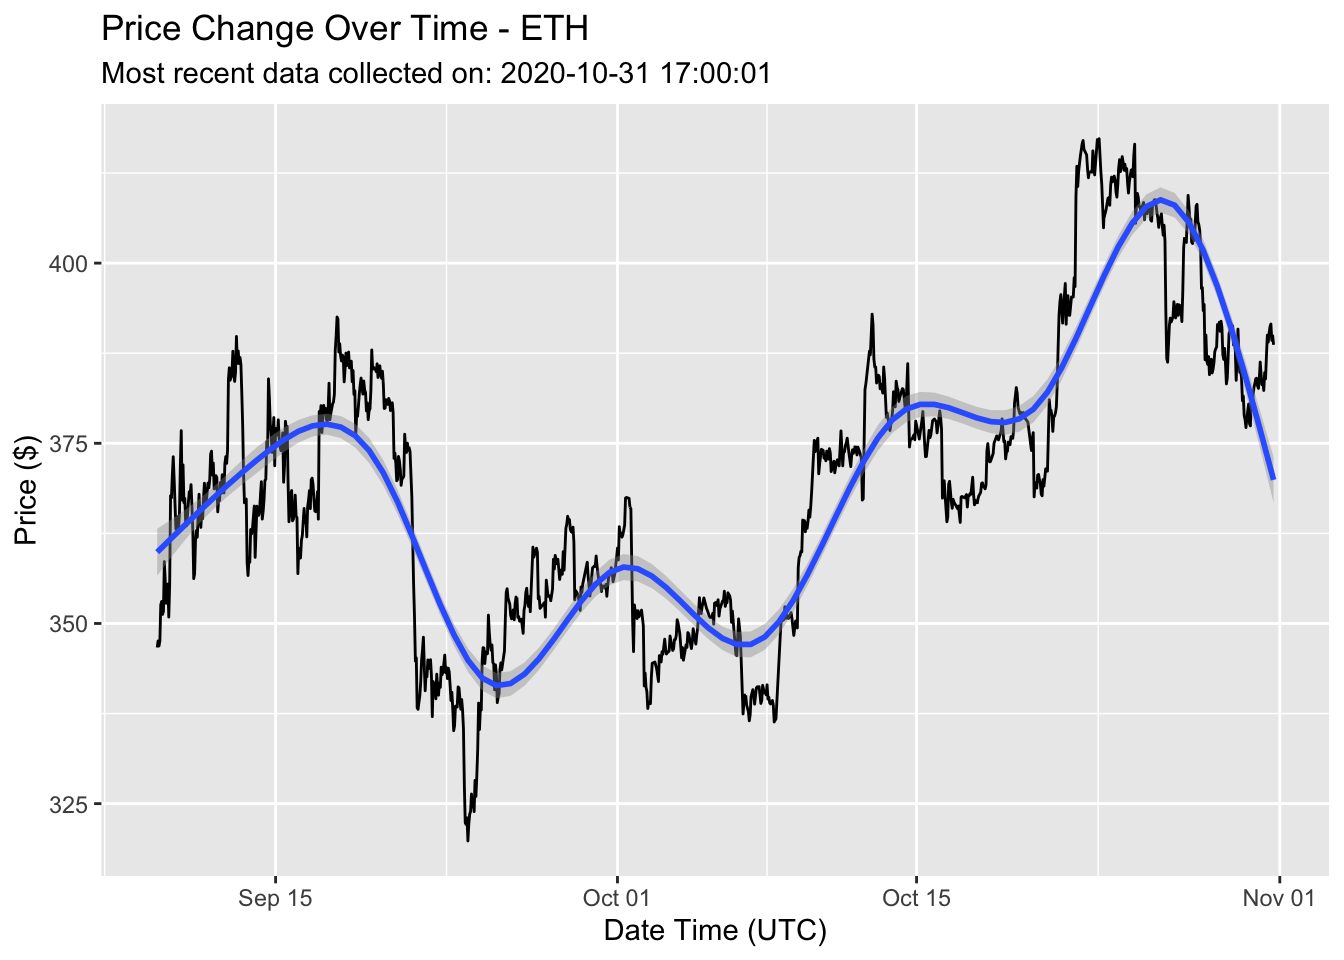 Price Change Over Time - ETH
Most recent data collected on: 2020-10-31 17:00:01
Price ($)
400
375
350
325
Sep 15
Oct 01
Oct 15
Nov 01
Date Time (UTC)